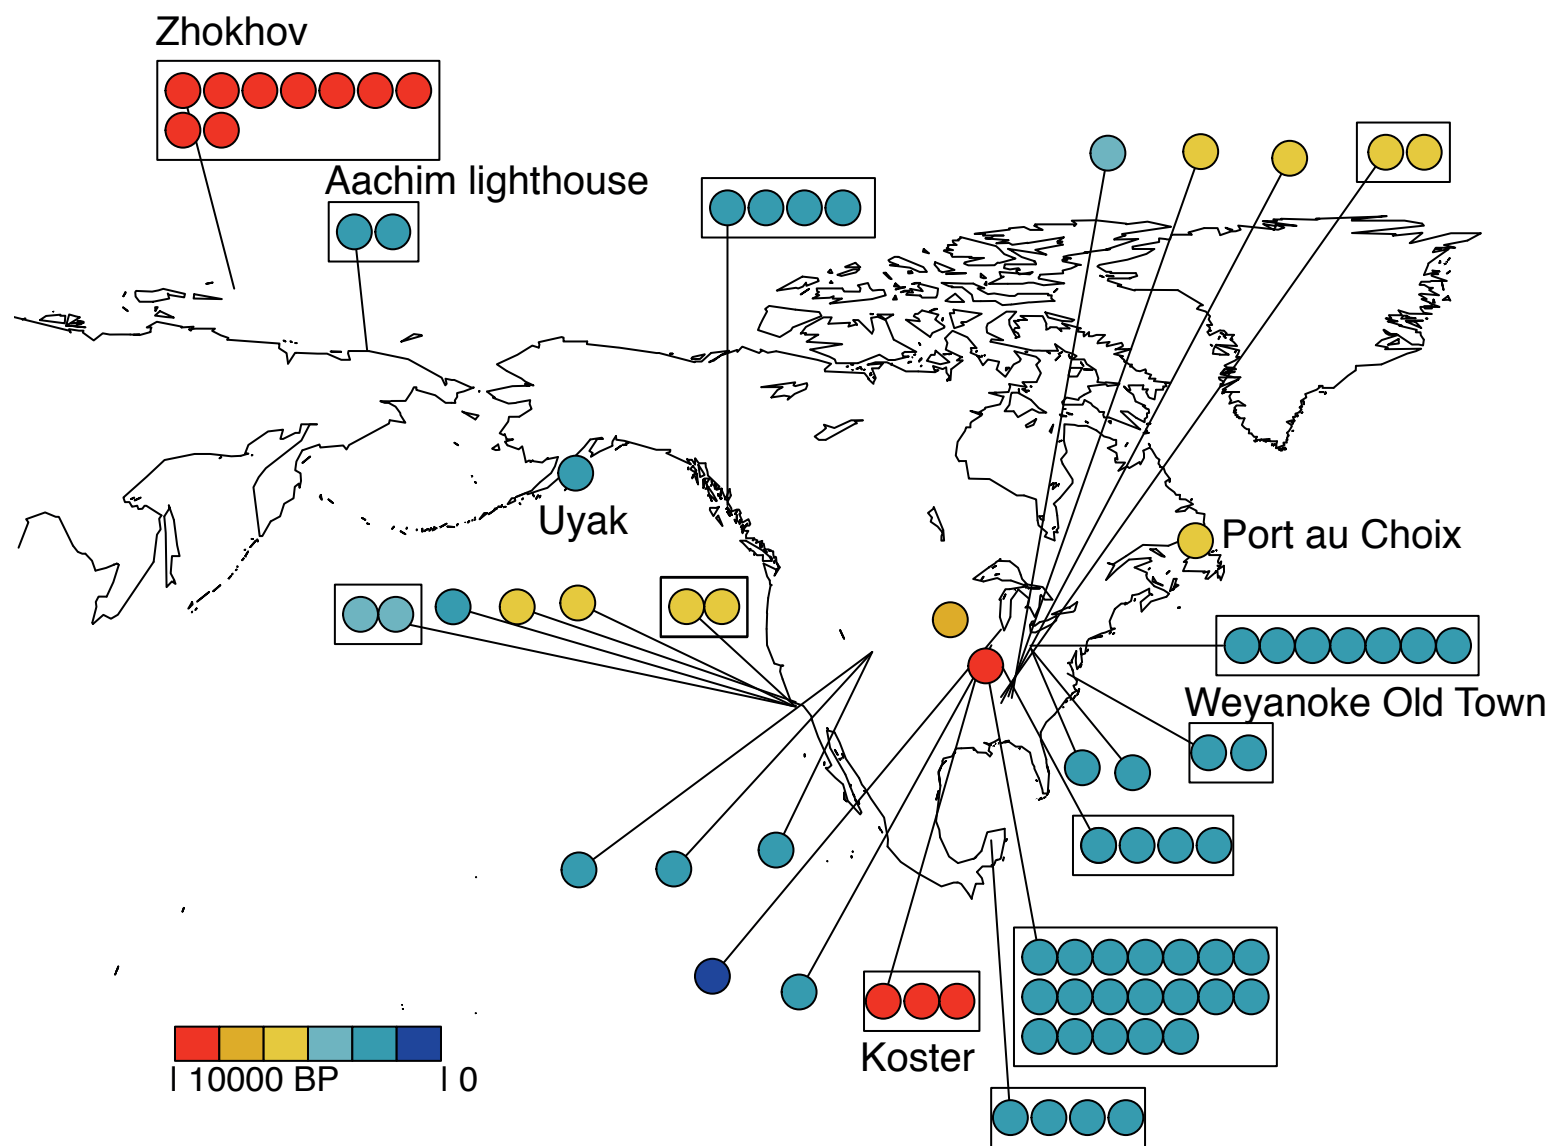 Zhokhov
Aachim lighthouse
Uyak
Port au Choix
Weyanoke Old Town
Koster
10000 BP
0